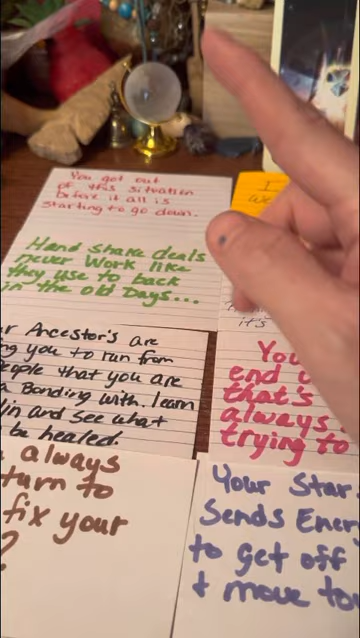 You got out
of this situation
before it all is
starting to go down.
Hand Shake deals
never Work like
they use to back
in the old Days...
it's
r Ancestor's are
ng you to run from
eople that you are
a Bonding with. learn
in and see what
be healed.
You
end
that's
always
trying to
always
turn to
fix your
?
Your Star
Sends Ener
to get off
+ move to